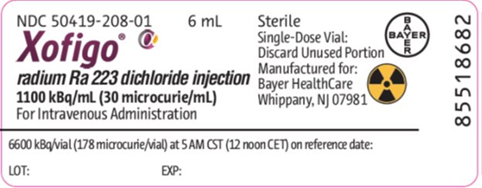 NDC 50419-208-01 6 mL
Xofigo®
radium Ra 223 dichloride injection
1100 kBq/mL (30 microcurie/mL)
For Intravenous Administration
Sterile
Single-Dose Vial:
Discard Unused Portion
Manufactured for:
Bayer HealthCare
Whippany, NJ 07981
BAYER
BAYER
85518682
6600 kBq/vial (178 microcurie/vial) at 5 AM CST (12 noon CET) on reference date:
LOT: EXP: